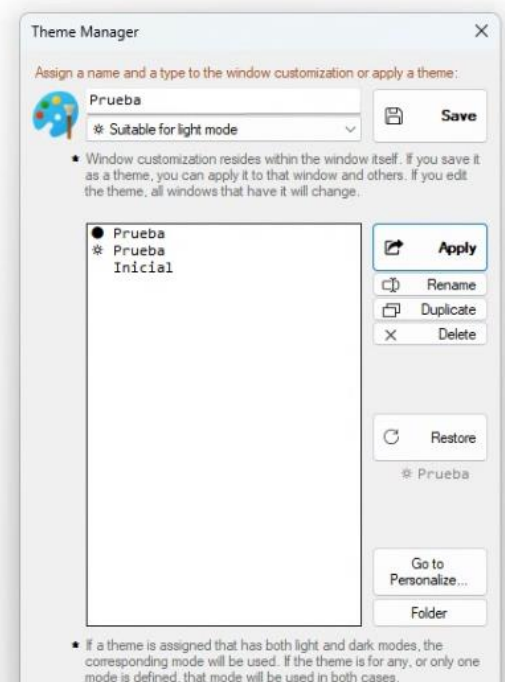 Theme Manager
Assign a name and a type to the window customization or apply a theme:
Prueba
Save
☼ Suitable for light mode
* Window customization resides within the window itself. If you save it
as a theme, you can apply it to that window and others. If you edit
the theme, all windows that have it will change.
● Prueba
☼ Prueba
Inicial
Apply
Rename
Duplicate
Delete
Restore
☼ Prueba
Go to
Personalize...
Folder
* If a theme is assigned that has both light and dark modes, the
corresponding mode will be used. If the theme is for any, or only one
mode is defined, that mode will be used in both cases.